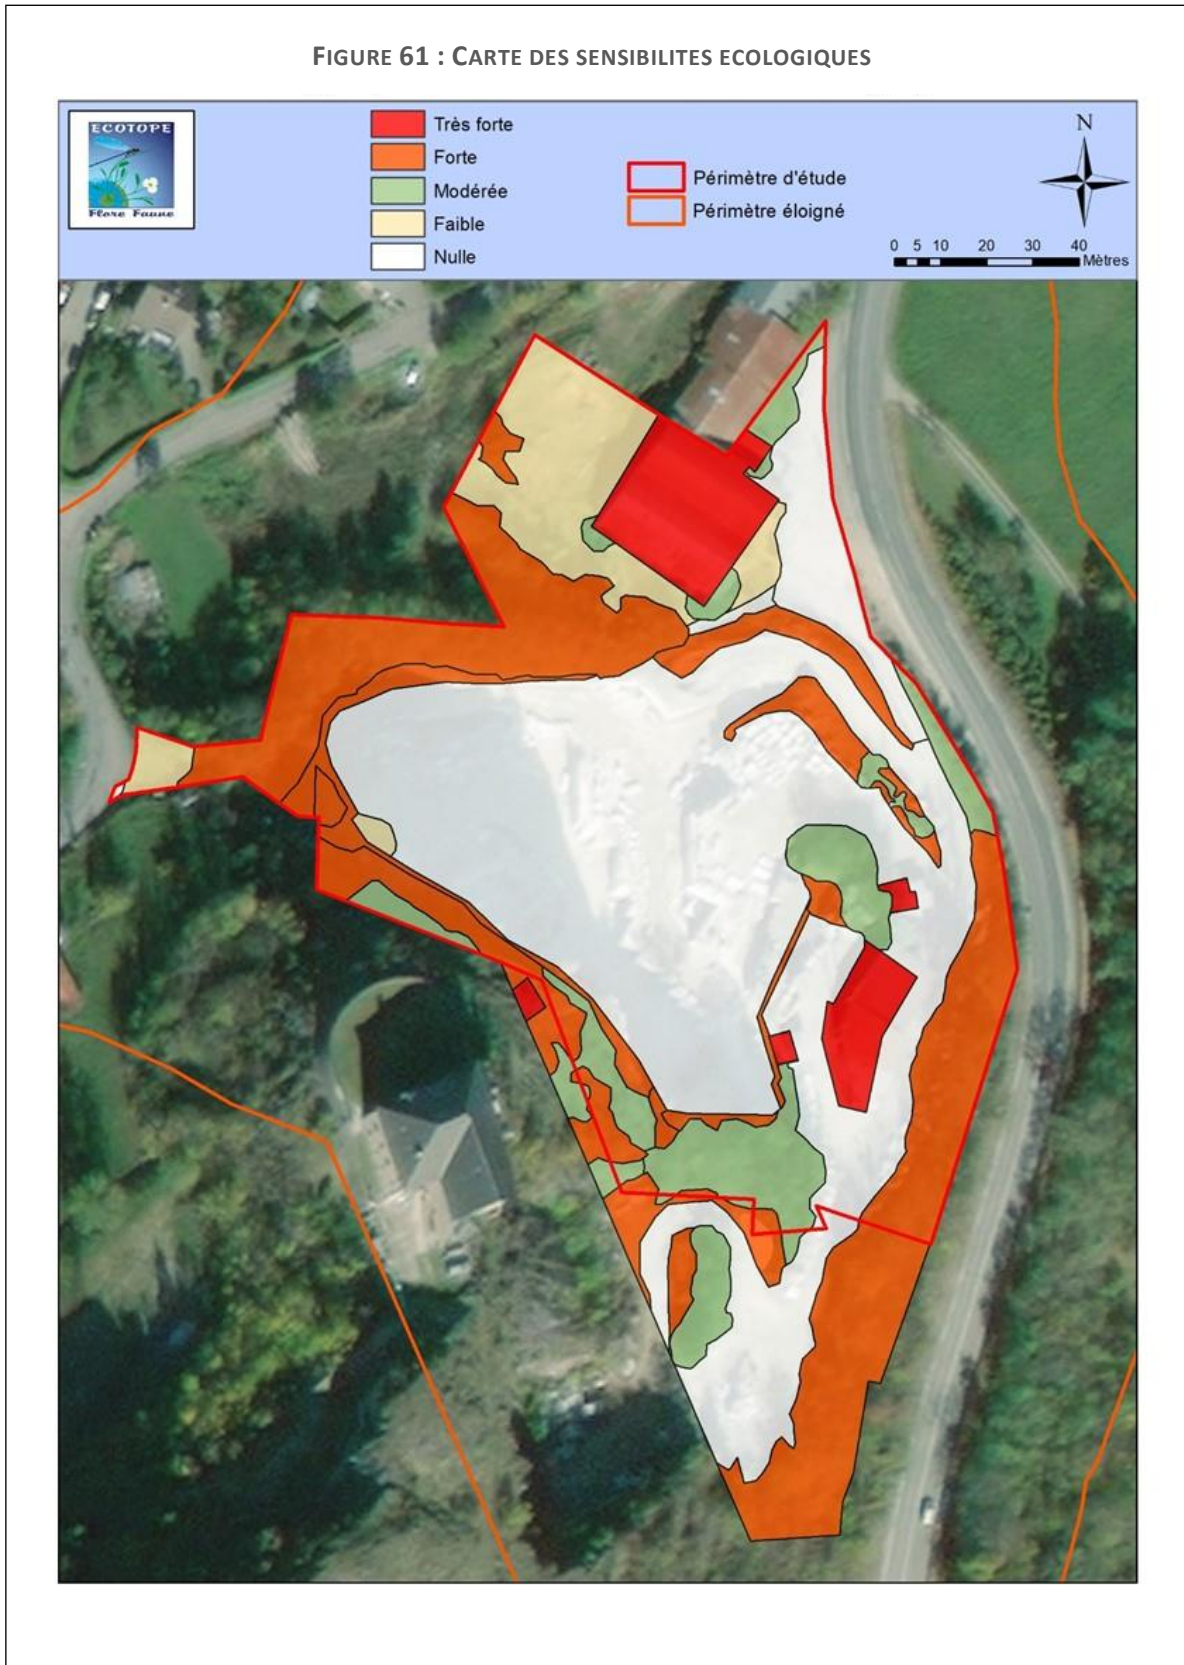 FIGURE 61 : CARTE DES SENSIBILITES ECOLOGIQUES
ECOTOPE
Flore Faune
Très forte
Forte
Modérée
Faible
Nulle
Périmètre d'étude
Périmètre éloigné
N
0 5 10 20 30 40
Mètres